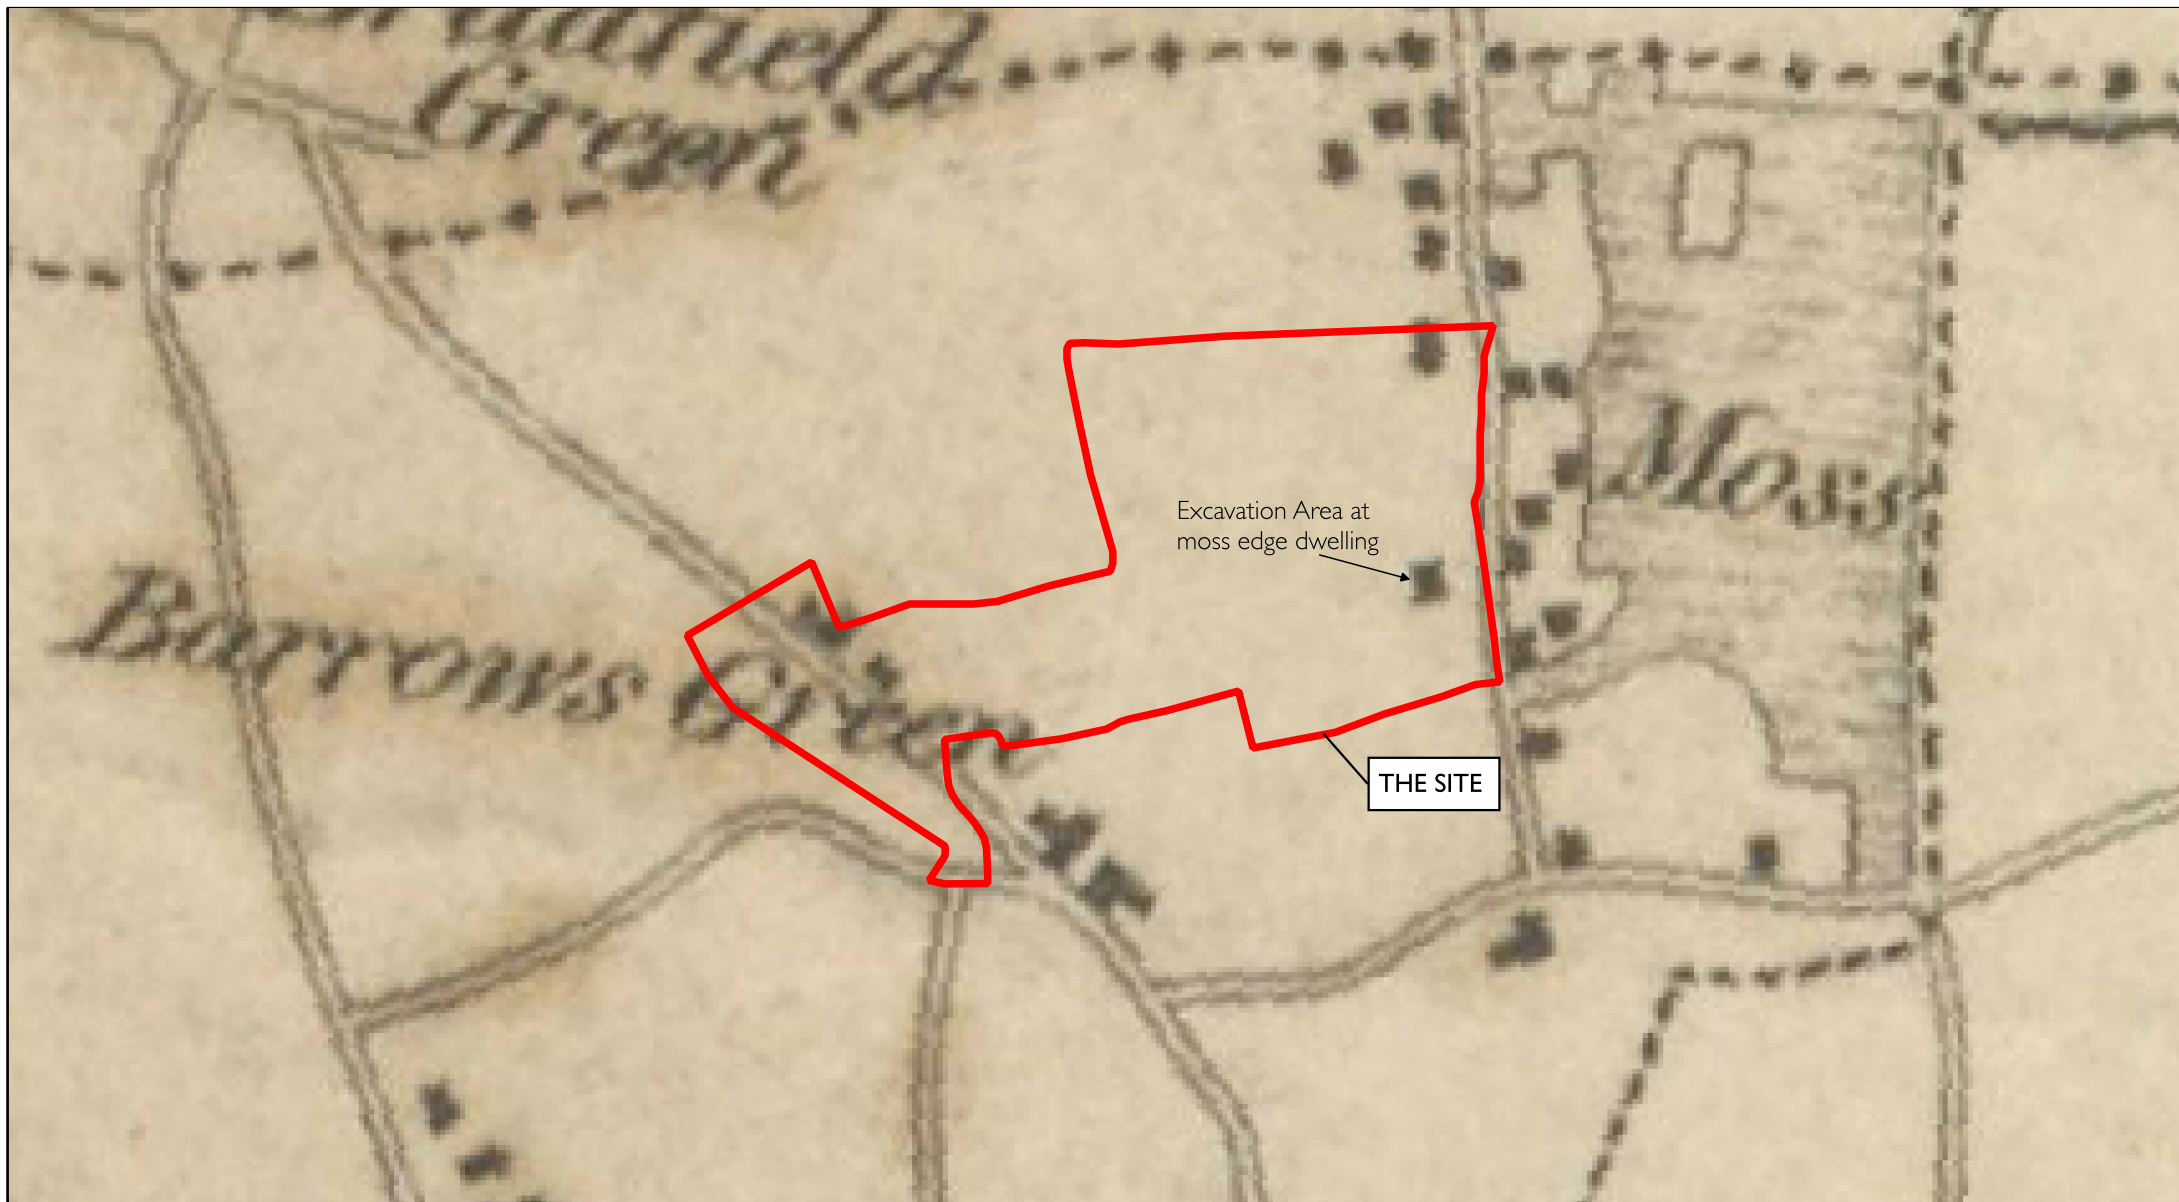 Green
Excavation Area at
moss edge dwelling
Moss
Barrows Green
THE SITE